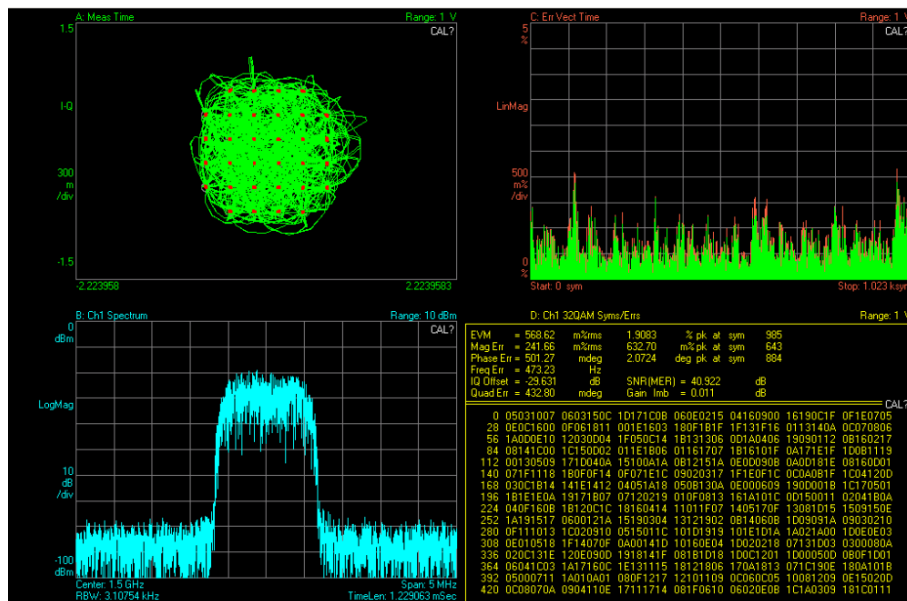 A: Meas Time Range: 1 V
1.5
CAL?
I-Q
300
m
/div
-1.5
-2.223958 2.2239583
C: Err Vect Time Range: 1 V
5
%
CAL?
LinMag
500
m%
/div
0
%
Start: 0 sym Stop: 1.023 ksym
B: Ch1 Spectrum Range: 10 dBm
0
dBm
CAL?
LogMag
10
dB
/div
-100
dBm
Center: 1.5 GHz Span: 5 MHz
RBW: 3.10754 kHz TimeLen: 1.229063 mSec
D: Ch1 32QAM Syms/Errs Range: 1 V
EVM = 568.62 m%rms 1.9083 % pk at sym 985
Mag Err = 241.66 m%rms 632.70 m% pk at sym 643
Phase Err = 501.27 mdeg 2.0724 deg pk at sym 884
Freq Err = 473.23 Hz
IQ Offset = -29.631 dB SNR(MER) = 40.922 dB
Quad Err = 432.80 mdeg Gain Imb = 0.011 dB
CAL?
0 05031007 0603150C 1D171C0B 060E0215 04160900 16190C1F 0F1E0705
28 0E0C1600 0F061811 001E1603 180F1B1F 1F131F16 0113140A 0C070806
56 1A0D0E10 12030D04 1F050C14 1B131306 0D1A0406 19090112 0B160217
84 08141C00 1C150D02 011E1B06 01161707 1B16101F 0A171E1F 1D0B1119
112 00130509 171D040A 15100A1A 0B12151A 0E0D090B 0A0D181E 08160D01
140 071F1118 1B0F0F14 0F071E1C 09020317 1E1E0F1C 0C0A0B1F 1C04120D
168 030C1B14 141E1412 04051A18 050B130A 0E000609 190D001B 1C170501
196 1B1E1E0A 19171B07 07120219 010F0813 161A101C 0D150011 02041B0A
224 040F160B 1B120C1C 18160414 11011F07 1405170F 13081D15 1509150E
252 1A191517 0600121A 15190304 13121902 0B14060B 1D09091A 09030210
280 0F111013 1C020910 0515011C 101D1919 101E1D1A 1A021A00 1D0E0E03
308 0E010518 1F14070F 0A00141D 10160E04 1D020218 07131D03 0300080A
336 020C131E 120E090D 1918141F 081B1D18 1D0C1201 1D00050D 0B0F1D01
364 06041C03 1A17160C 1E131115 18121806 170A1813 071C190E 180A101B
392 05000711 1A010A01 080F1217 12101109 0C060C05 10081209 0E15020D
420 0C08070A 0904110E 17111714 081F0610 06020E0B 1C1A0309 181C0111